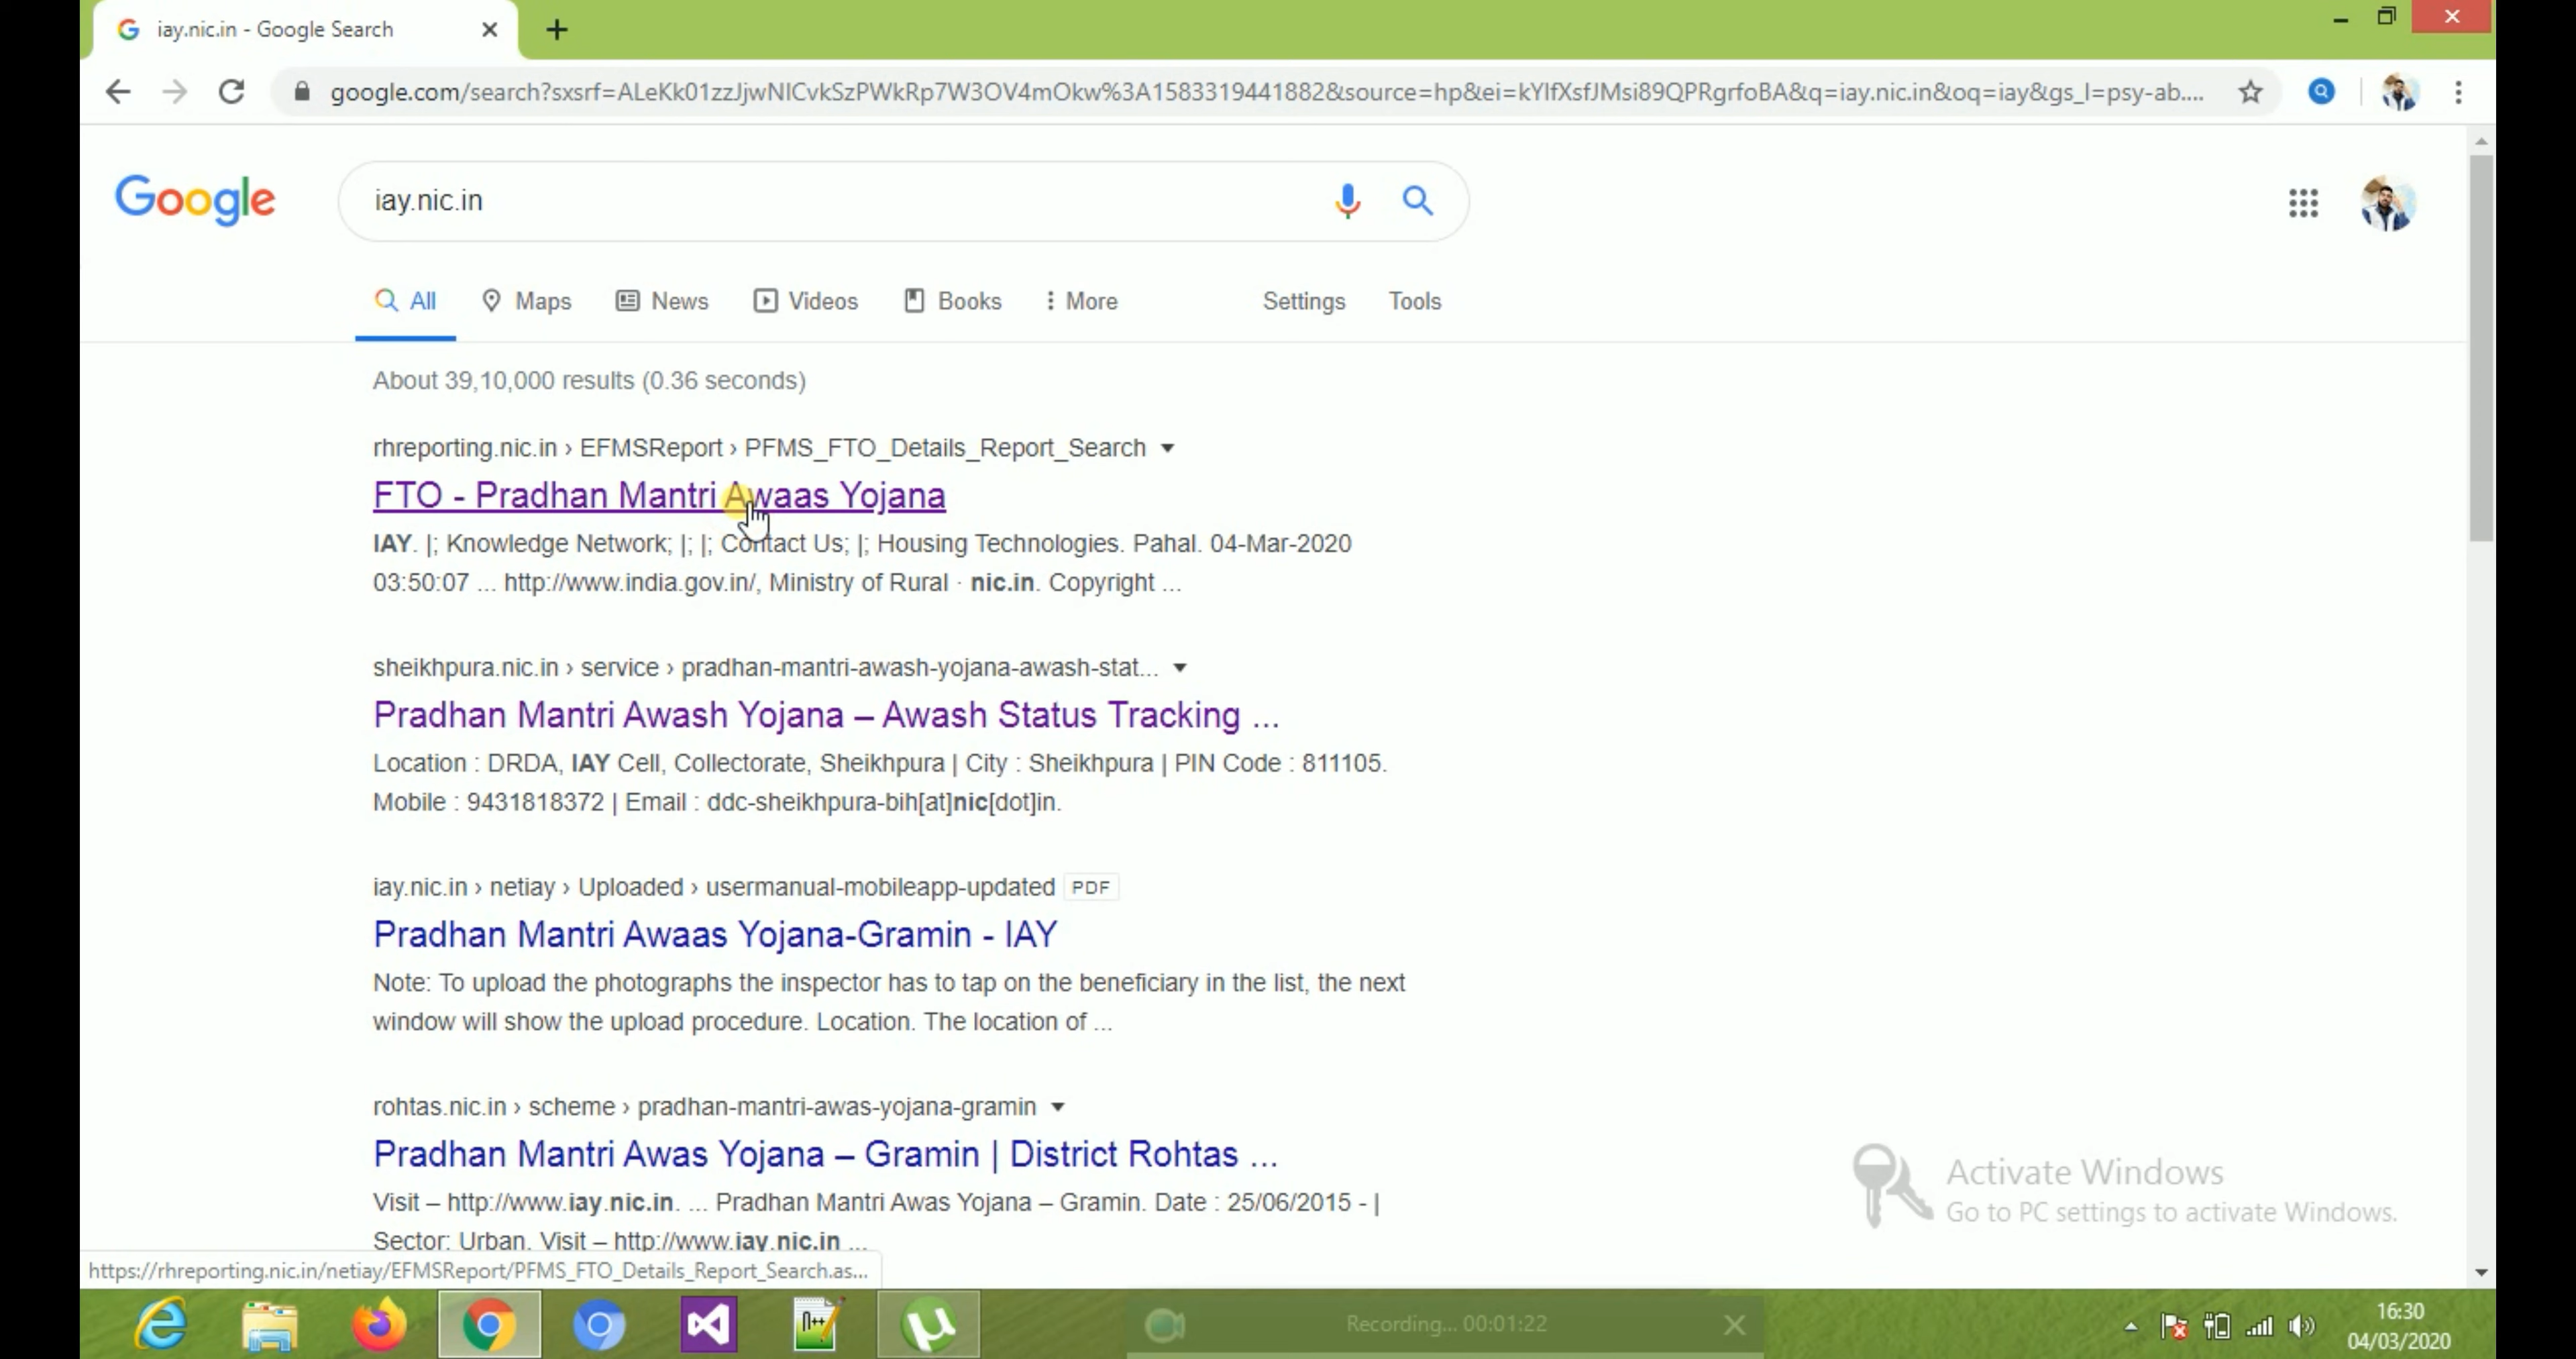 iay.nic.in - Google Search
google.com/search?sxsrf=ALeKk01zzJjwNICvkSzPWkRp7W3OV4mOkw%3A1583319441882&source=hp&ei=kYIfXsfJMsi89QPRgrfoBA&q=iay.nic.in&oq=iay&gs_l=psy-ab....
Google
iay.nic.in
All Maps News Videos Books More Settings Tools
About 39,10,000 results (0.36 seconds)
rhreporting.nic.in › EFMSReport › PFMS_FTO_Details_Report_Search
FTO - Pradhan Mantri Awaas Yojana
IAY. |; Knowledge Network; |; |; Contact Us; |; Housing Technologies. Pahal. 04-Mar-2020
03:50:07 ... http://www.india.gov.in/, Ministry of Rural · nic.in. Copyright ...
sheikhpura.nic.in › service › pradhan-mantri-awash-yojana-awash-stat...
Pradhan Mantri Awash Yojana – Awash Status Tracking ...
Location : DRDA, IAY Cell, Collectorate, Sheikhpura | City : Sheikhpura | PIN Code : 811105.
Mobile : 9431818372 | Email : ddc-sheikhpura-bih[at]nic[dot]in.
iay.nic.in › netiay › Uploaded › usermanual-mobileapp-updated PDF
Pradhan Mantri Awaas Yojana-Gramin - IAY
Note: To upload the photographs the inspector has to tap on the beneficiary in the list, the next
window will show the upload procedure. Location. The location of ...
rohtas.nic.in › scheme › pradhan-mantri-awas-yojana-gramin
Pradhan Mantri Awas Yojana – Gramin | District Rohtas ...
Visit – http://www.iay.nic.in. ... Pradhan Mantri Awas Yojana – Gramin. Date : 25/06/2015 - |
Sector: Urban. Visit – http://www.iay.nic.in ...
Activate Windows
Go to PC settings to activate Windows.
https://rhreporting.nic.in/netiay/EFMSReport/PFMS_FTO_Details_Report_Search.as...
n++
Recording... 00:01:22
16:30
04/03/2020